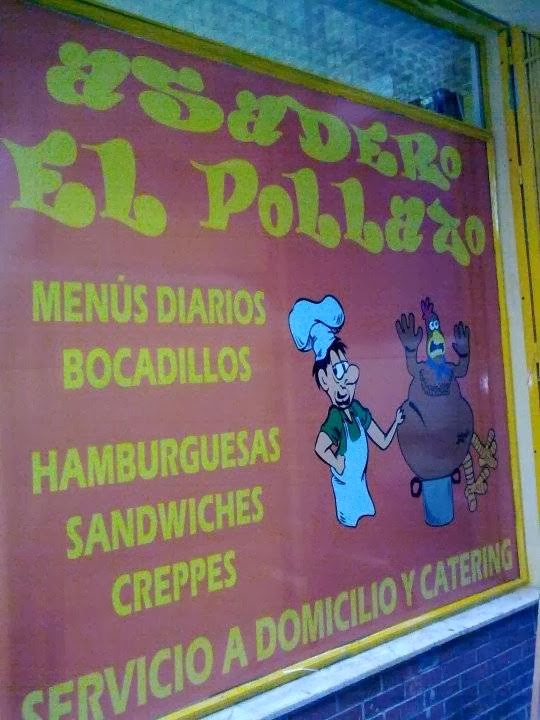 ASADERO
EL POLLAZO
MENÚS DIARIOS
BOCADILLOS
HAMBURGUESAS
SANDWICHES
CREPPES
SERVICIO A DOMICILIO Y CATERING